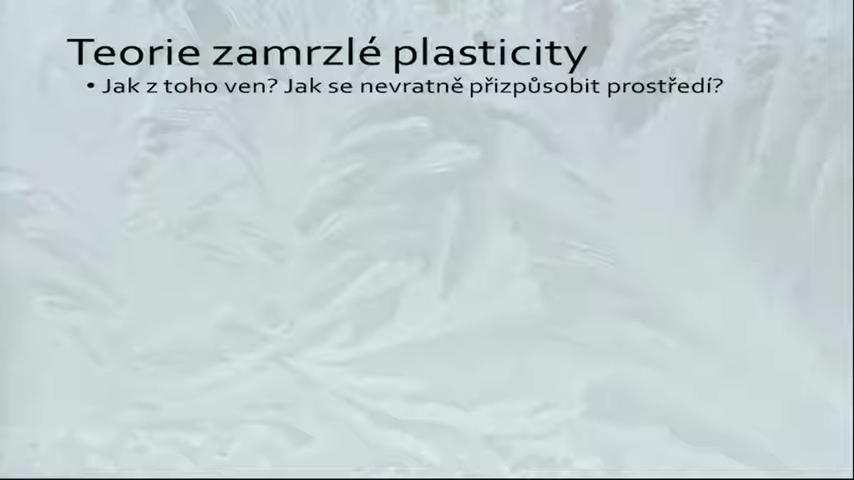 Teorie zamrzlé plasticity
• Jak z toho ven? Jak se nevratně přizpůsobit prostředí?